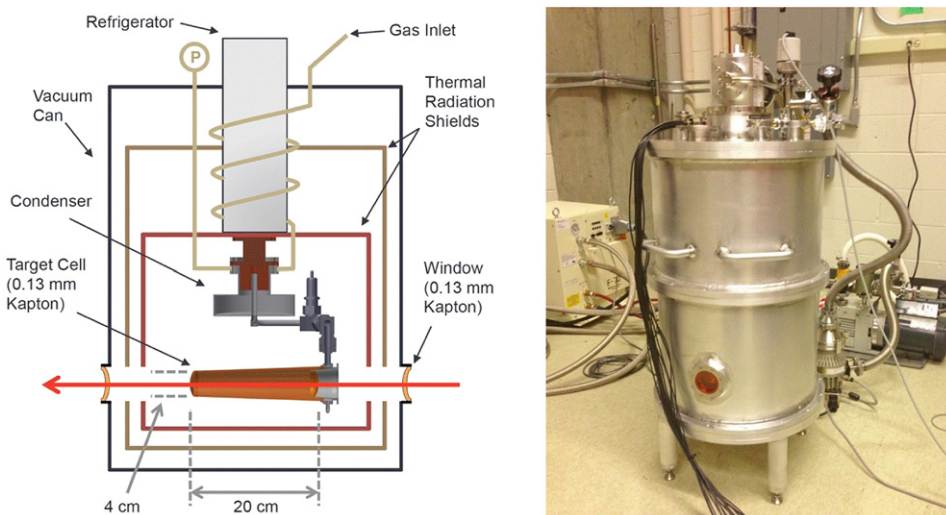 Refrigerator
Gas Inlet
P
Thermal
Radiation
Shields
Vacuum
Can
Condenser
Target Cell
(0.13 mm
Kapton)
Window
(0.13 mm
Kapton)
4 cm
20 cm